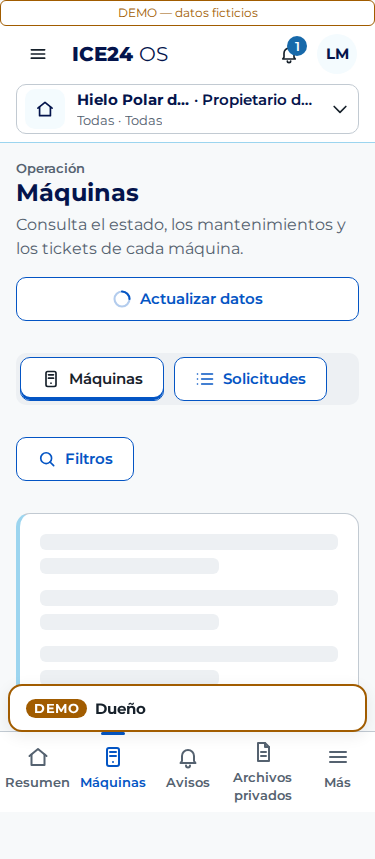 DEMO — datos ficticios
ICE24 OS
1
LM
Hielo Polar d... · Propietario d...
Todas · Todas
Operación
Máquinas
Consulta el estado, los mantenimientos y
los tickets de cada máquina.
Actualizar datos
Máquinas
Solicitudes
Filtros
DEMO Dueño
Resumen
Máquinas
Avisos
Archivos
privados
Más